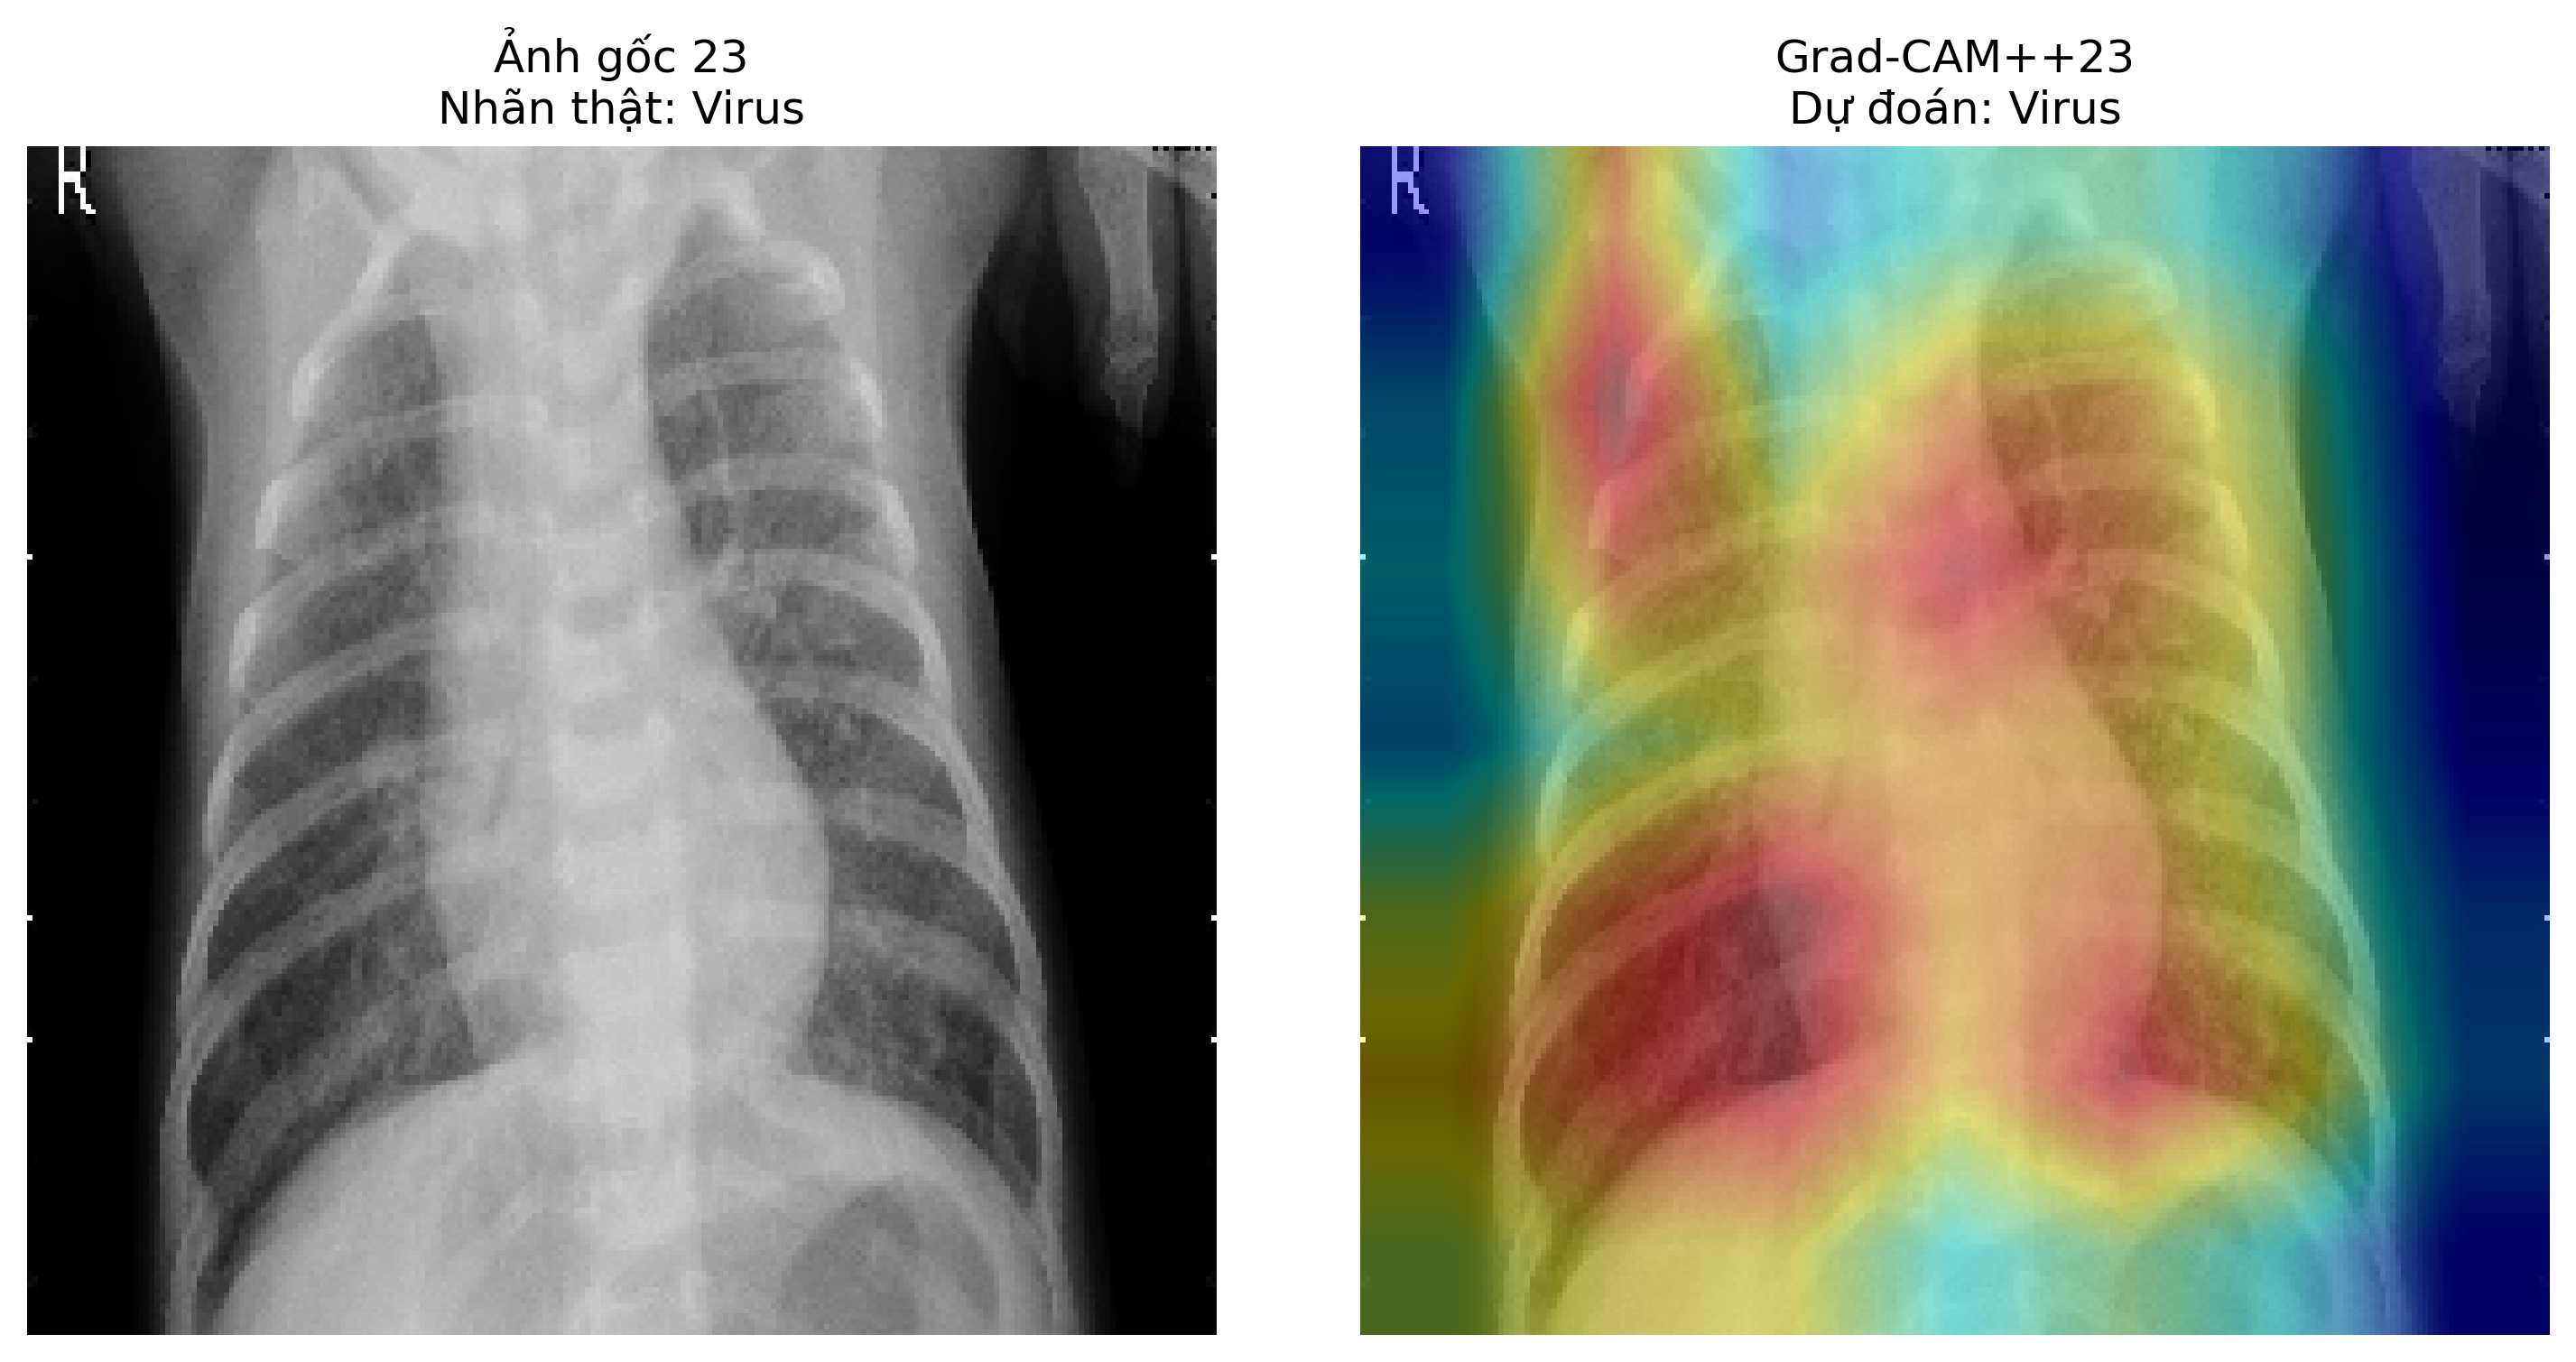 Ảnh gốc 23
Nhãn thật: Virus
Grad-CAM++23
Dự đoán: Virus
R
R